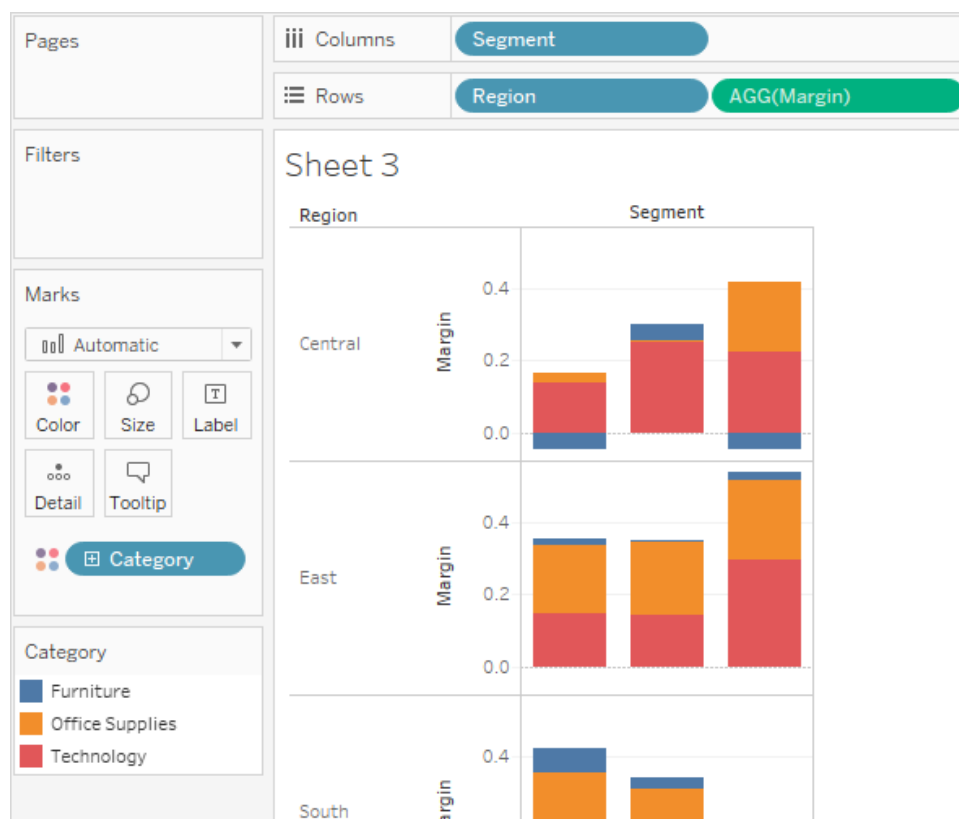 Pages
Columns
Segment
Rows
Region
AGG(Margin)
Filters
Marks
Automatic
Color
Size
T
Label
Detail
Tooltip
Category
Category
Furniture
Office Supplies
Technology
Sheet 3
Region
Segment
Central
Margin
0.4
0.2
0.0
East
Margin
0.4
0.2
0.0
South
0.4